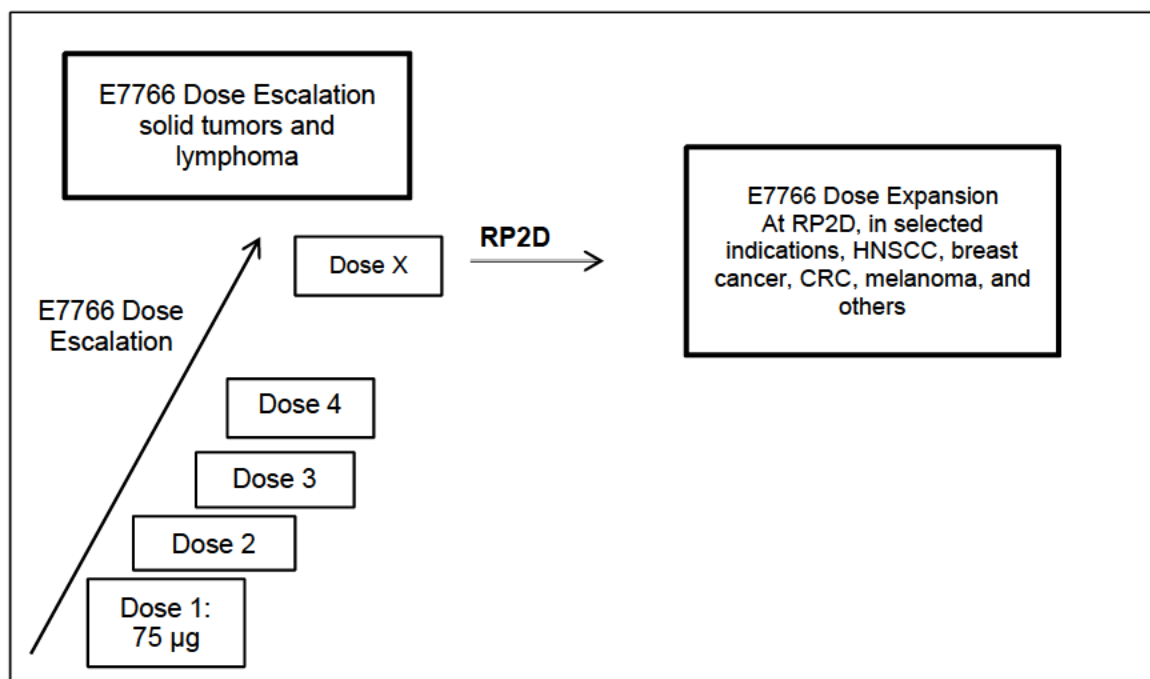 E7766 Dose Escalation
solid tumors and
lymphoma
E7766 Dose
Escalation
Dose X
Dose 4
Dose 3
Dose 2
Dose 1:
75 µg
RP2D
E7766 Dose Expansion
At RP2D, in selected
indications, HNSCC, breast
cancer, CRC, melanoma, and
others